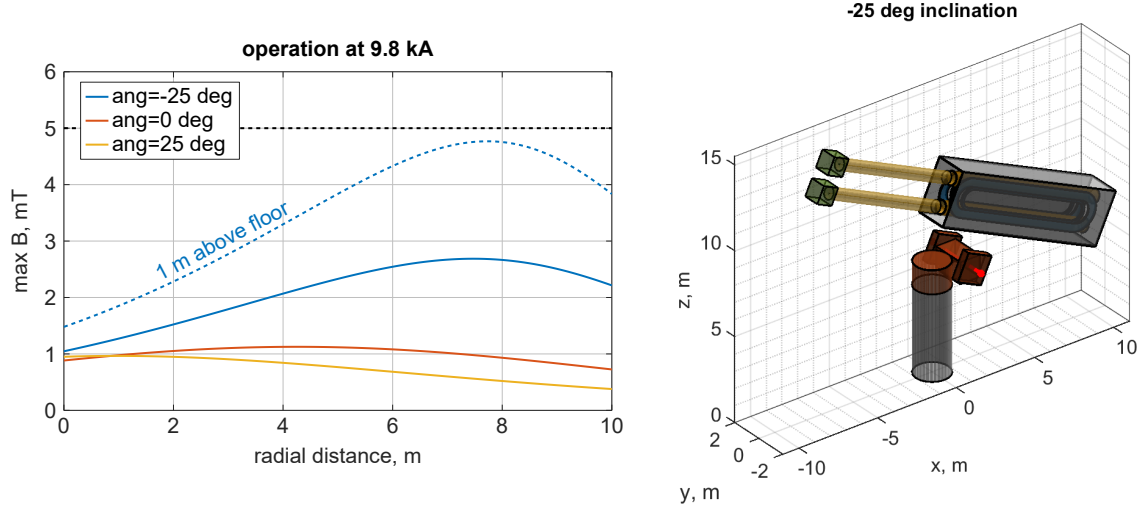 operation at 9.8 kA
6
5
4
3
2
1
0
max B, mT
ang=-25 deg
ang=0 deg
ang=25 deg
1 m above floor
0 2 4 6 8 10
radial distance, m
-25 deg inclination
15
10
5
0
z, m
2
0
-2
y, m
-10
-5
0
5
10
x, m